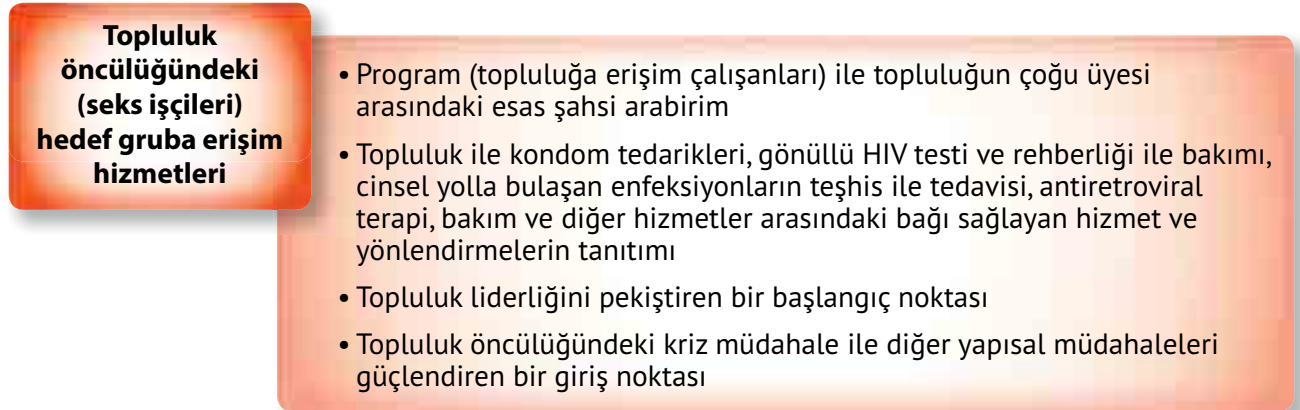 Topluluk
öncülüğündeki
(seks işçileri)
hedef gruba erişim
hizmetleri
• Program (topluluğa erişim çalışanları) ile topluluğun çoğu üyesi
arasındaki esas şahsi arabirim
• Topluluk ile kondom tedarikleri, gönüllü HIV testi ve rehberliği ile bakımı,
cinsel yolla bulaşan enfeksiyonların teşhis ile tedavisi, antiretroviral
terapi, bakım ve diğer hizmetler arasındaki bağı sağlayan hizmet ve
yönlendirmelerin tanıtımı
• Topluluk liderliğini pekiştiren bir başlangıç noktası
• Topluluk öncülüğündeki kriz müdahale ile diğer yapısal müdahaleleri
güçlendiren bir giriş noktası